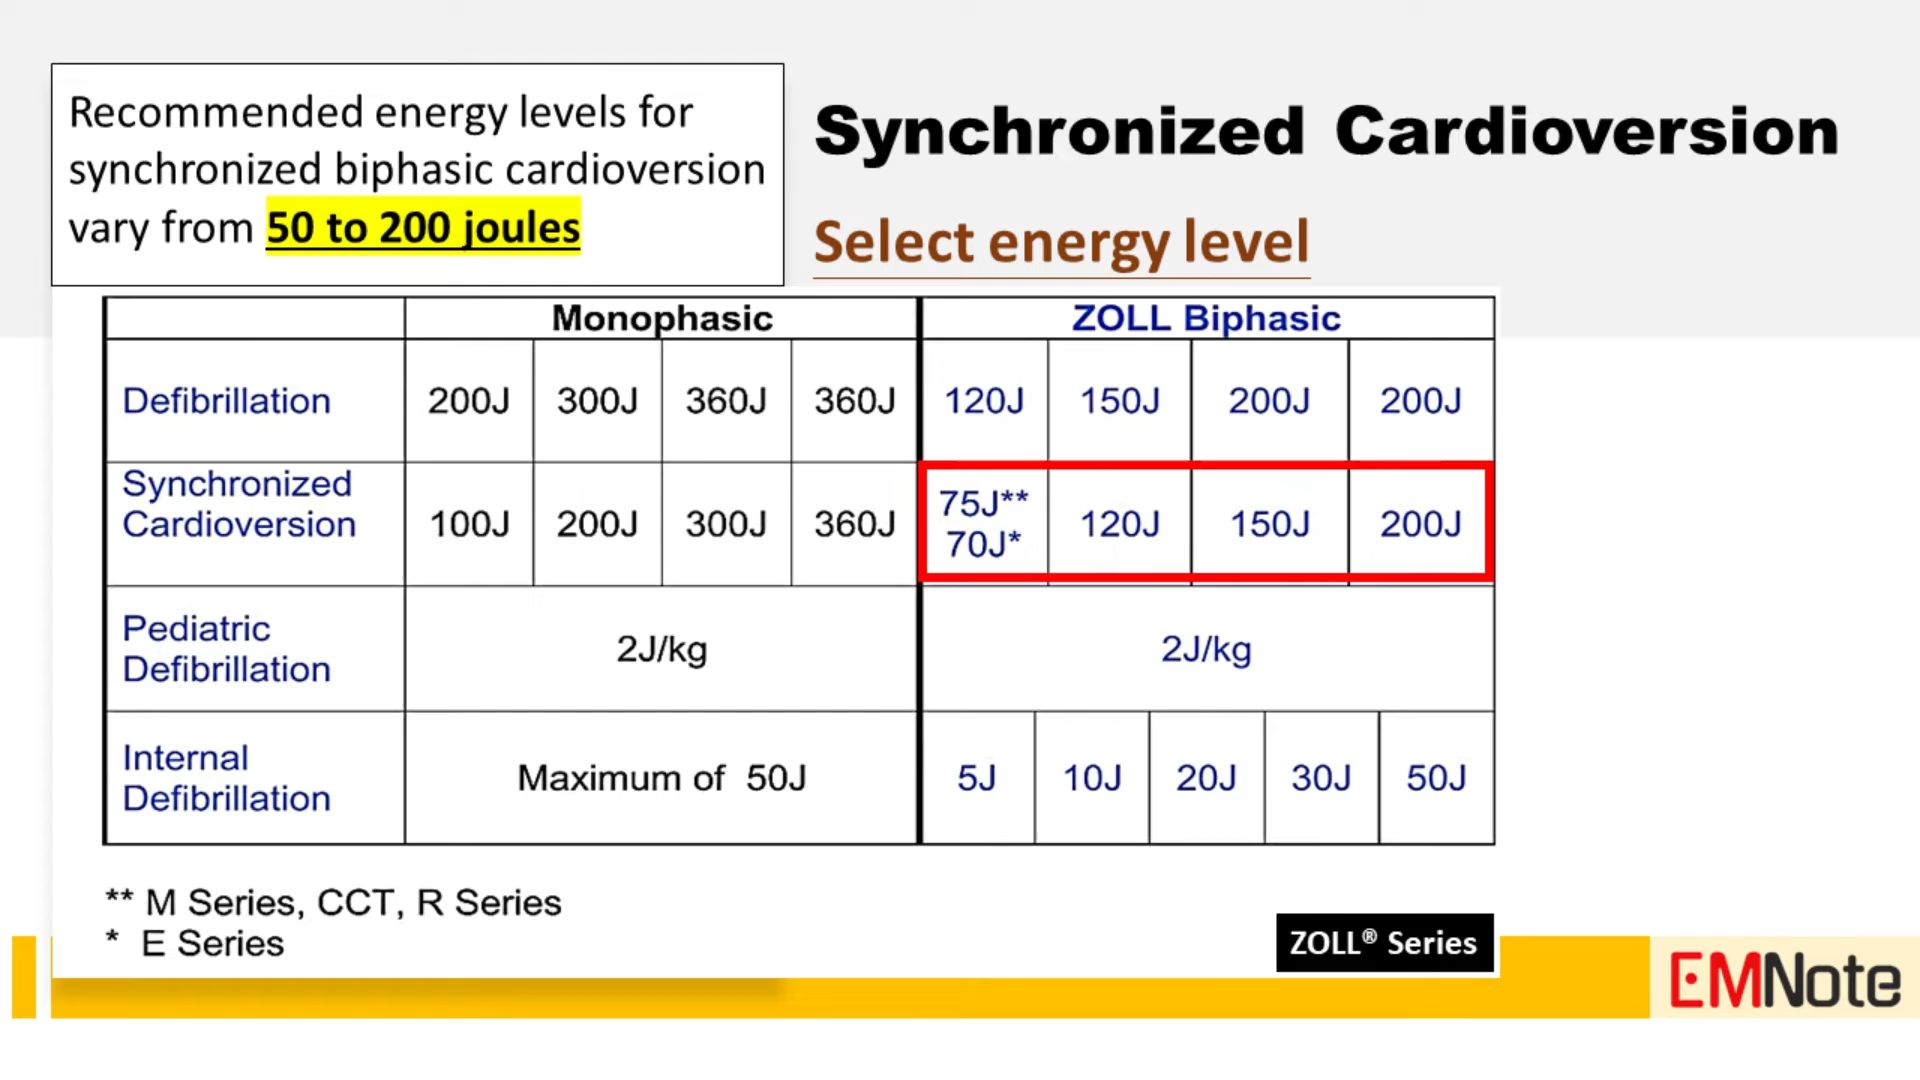 Recommended energy levels for
synchronized biphasic cardioversion
vary from 50 to 200 joules
Synchronized Cardioversion
Select energy level
Monophasic ZOLL Biphasic
Defibrillation 200J 300J 360J 360J 120J 150J 200J 200J
Synchronized
Cardioversion 100J 200J 300J 360J 75J** 70J* 120J 150J 200J
Pediatric
Defibrillation 2J/kg 2J/kg
Internal
Defibrillation Maximum of 50J 5J 10J 20J 30J 50J
** M Series, CCT, R Series
* E Series
ZOLL® Series
EMNote